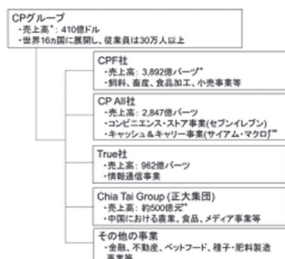 CPグループ
・売上高*: 410億ドル
・世界16ヵ国に展開し、従業員は30万人以上
CPF社
・売上高: 3,892億バーツ**
・飼料、畜産、食品加工、小売事業等
CP All社
・売上高: 2,847億バーツ
・コンビニエンス・ストア事業(セブンイレブン)
・キャッシュ&キャリー事業(サイアム・マクロ)***
True社
・売上高: 962億バーツ
・情報通信事業
Chia Tai Group (正大集団)
・売上高: 約500億元**
・中国における農業、食品、メディア事業等
その他の事業
・金融、不動産、ペットフード、種子・肥料製造
事業等